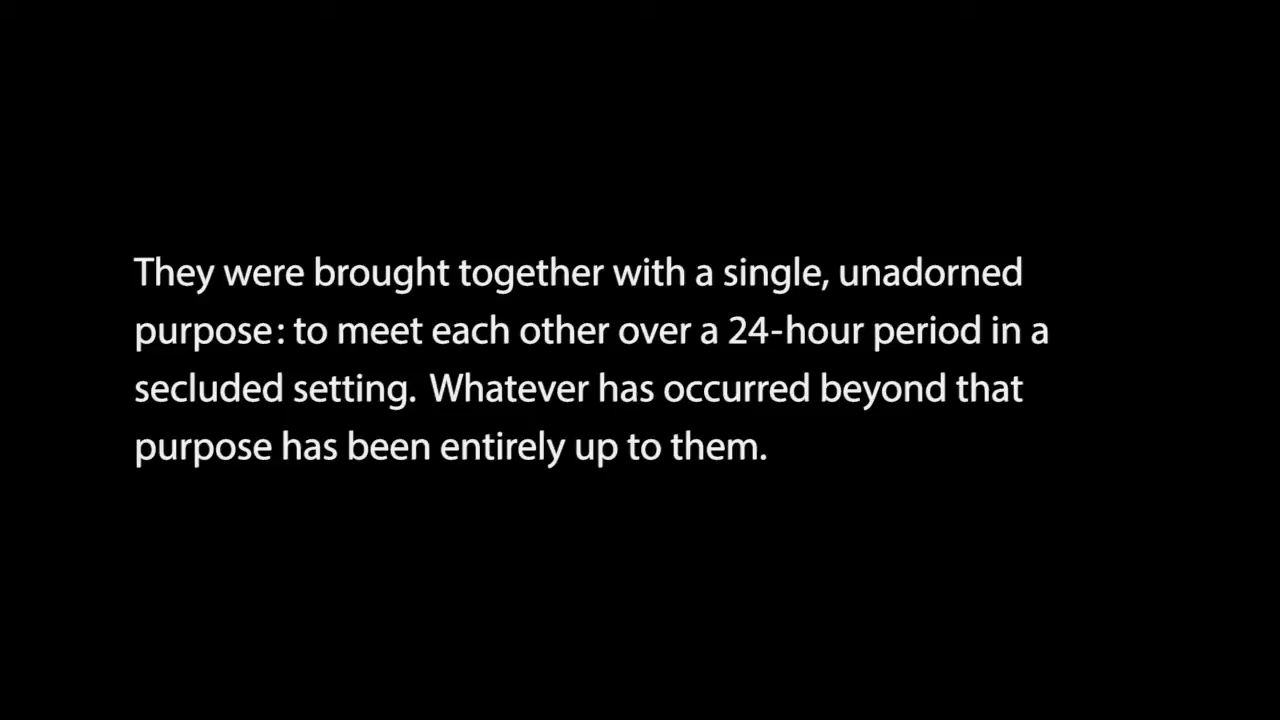 They were brought together with a single, unadorned
purpose: to meet each other over a 24-hour period in a
secluded setting. Whatever has occurred beyond that
purpose has been entirely up to them.